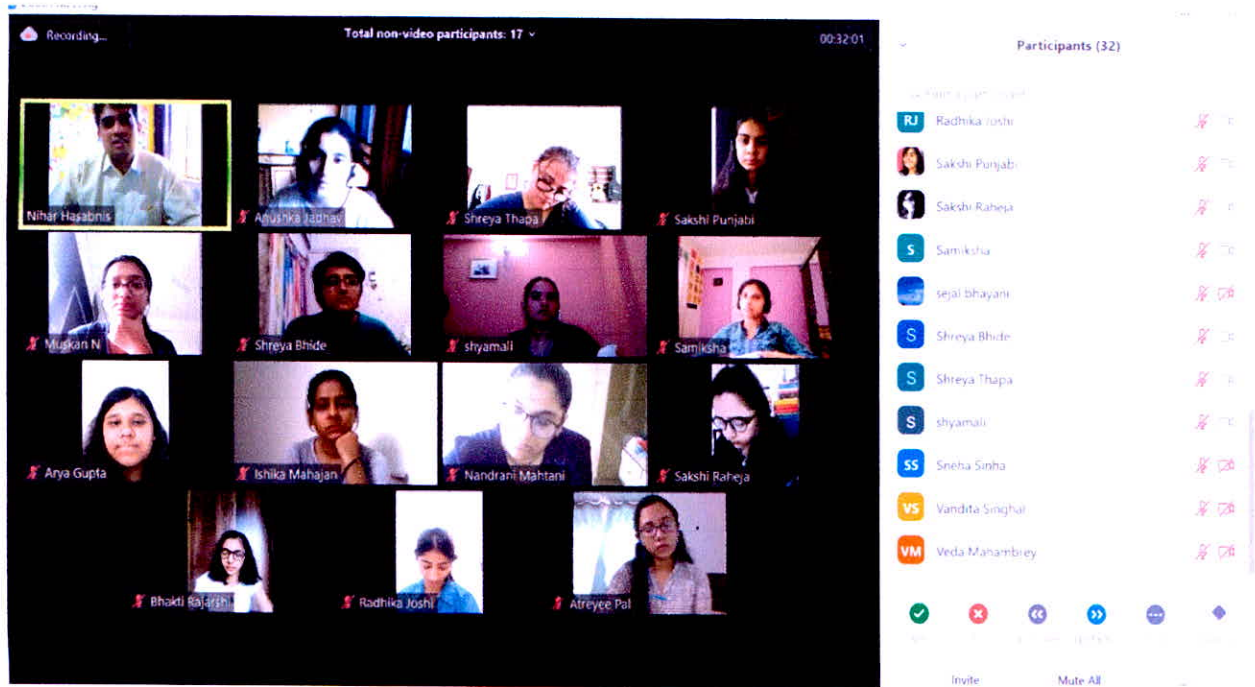 Recording...
Total non-video participants: 17
00:32:01
Nihar Hasabnis
Anushka Jadhav
Shreya Thapa
Sakshi Punjabi
Muskan N
Shreya Bhide
shyamali
Samiksha
Arya Gupta
Ishika Mahajan
Nandrani Mahtani
Sakshi Raheja
Bhakti Rajarshi
Radhika Joshi
Atreyee Pal
Participants (32)
RJ Radhika Joshi
Sakshi Punjabi
Sakshi Raheja
S Samiksha
sejal bhayani
S Shreya Bhide
S Shreya Thapa
S shyamali
SS Sneha Sinha
VS Vandita Singhal
VM Veda Mahambrey
Invite
Mute All